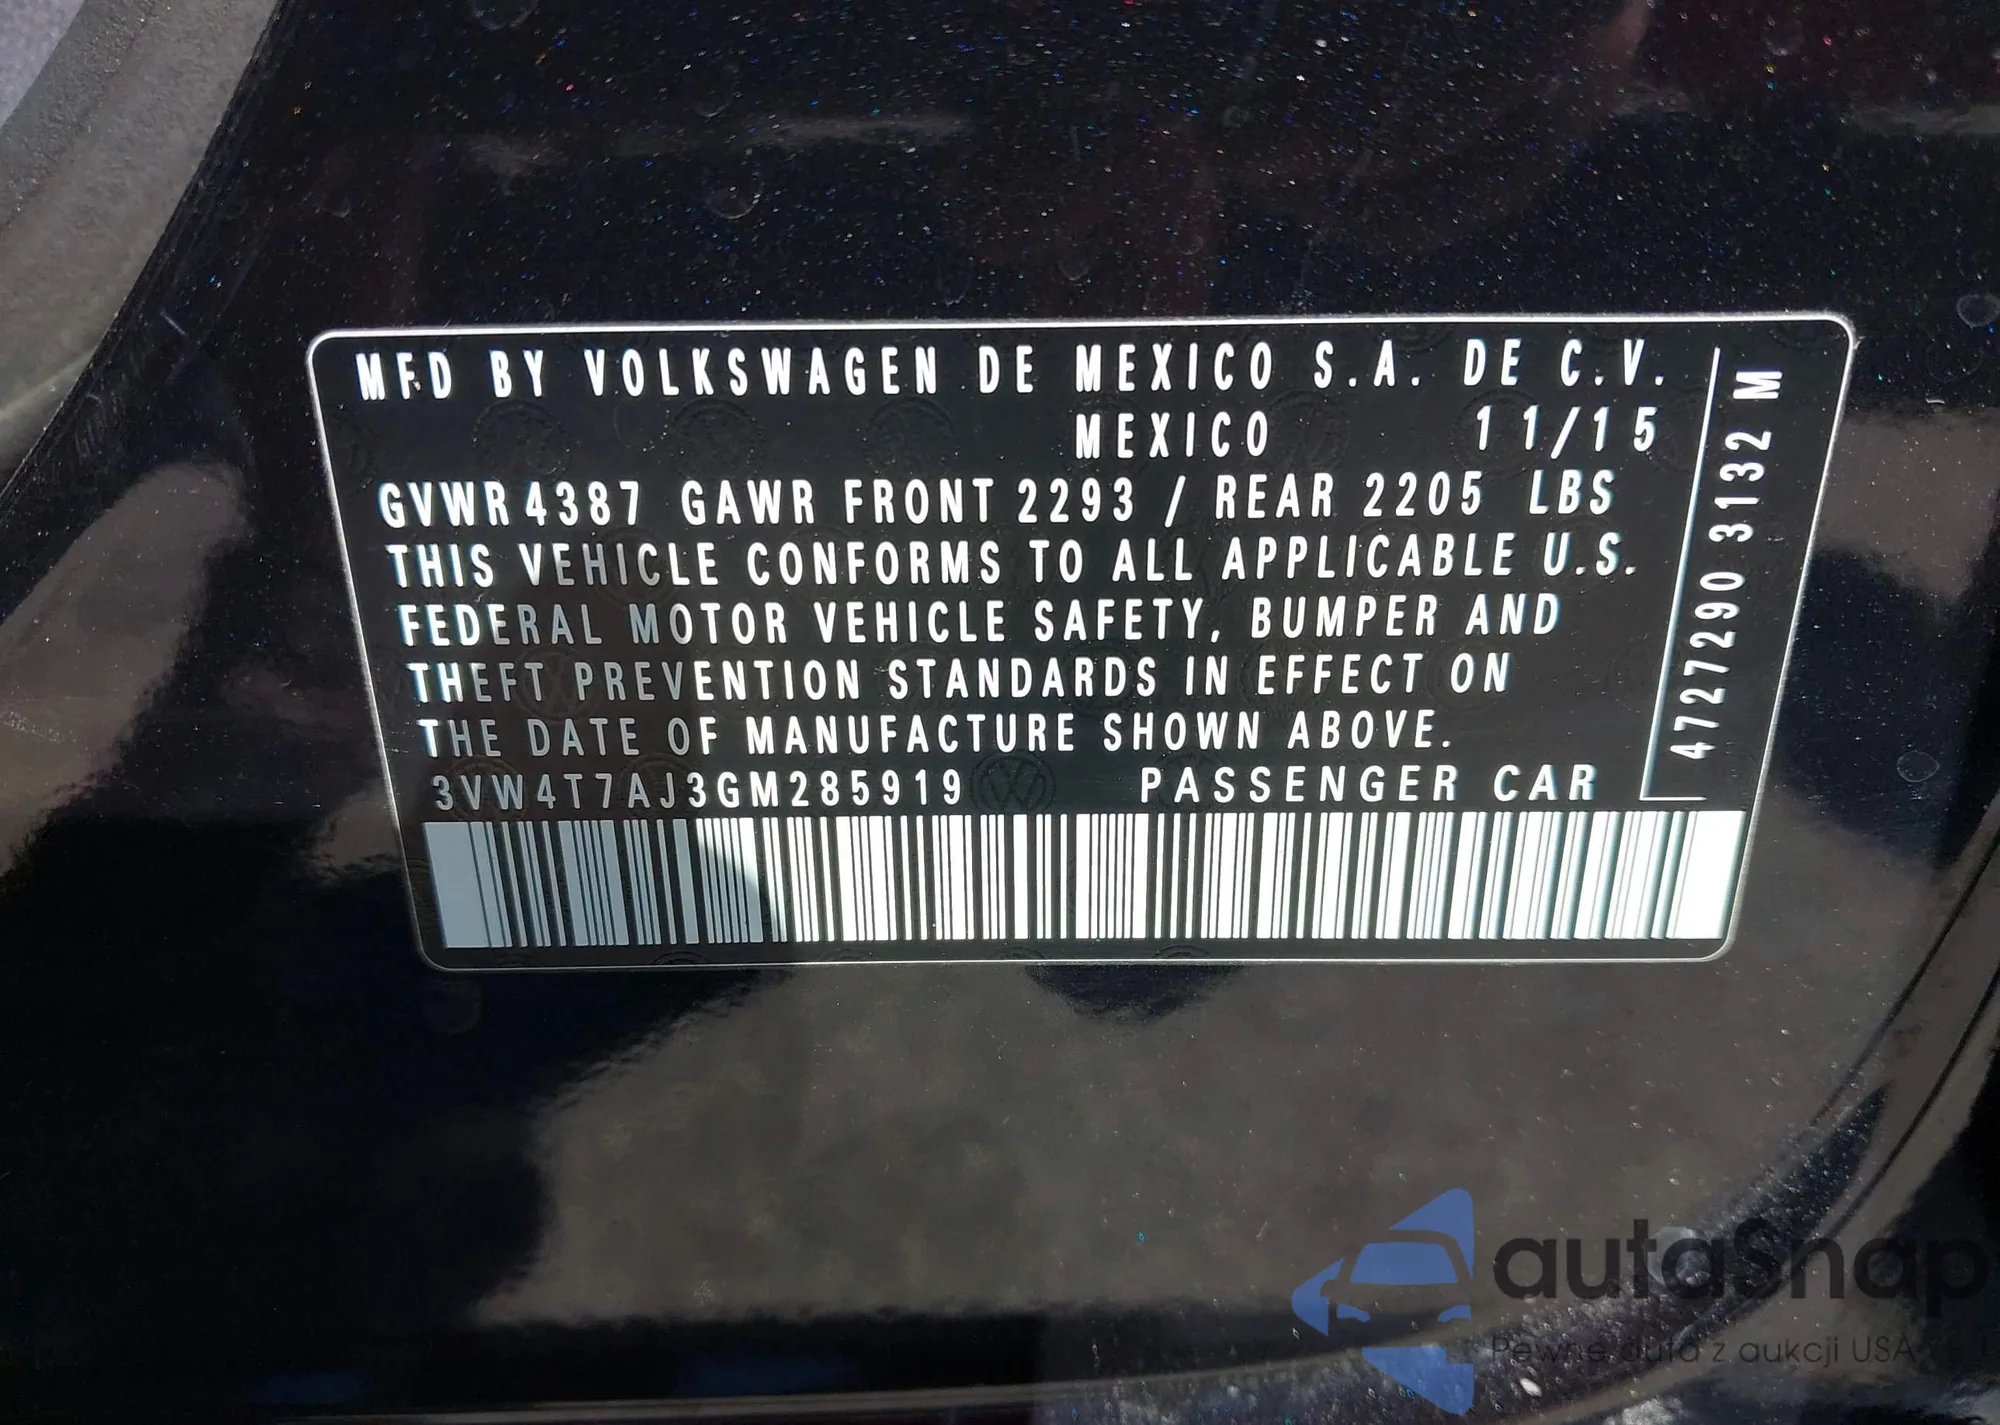 MFD BY VOLKSWAGEN DE MEXICO S.A. DE C.V.
MEXICO 11/15
GVWR 4387 GAWR FRONT 2293 / REAR 2205 LBS
THIS VEHICLE CONFORMS TO ALL APPLICABLE U.S.
FEDERAL MOTOR VEHICLE SAFETY, BUMPER AND
THEFT PREVENTION STANDARDS IN EFFECT ON
THE DATE OF MANUFACTURE SHOWN ABOVE.
3VW4T7AJ3GM285919 PASSENGER CAR
4727290 3132 M
autaSnap
Pewne auta z aukcji USA